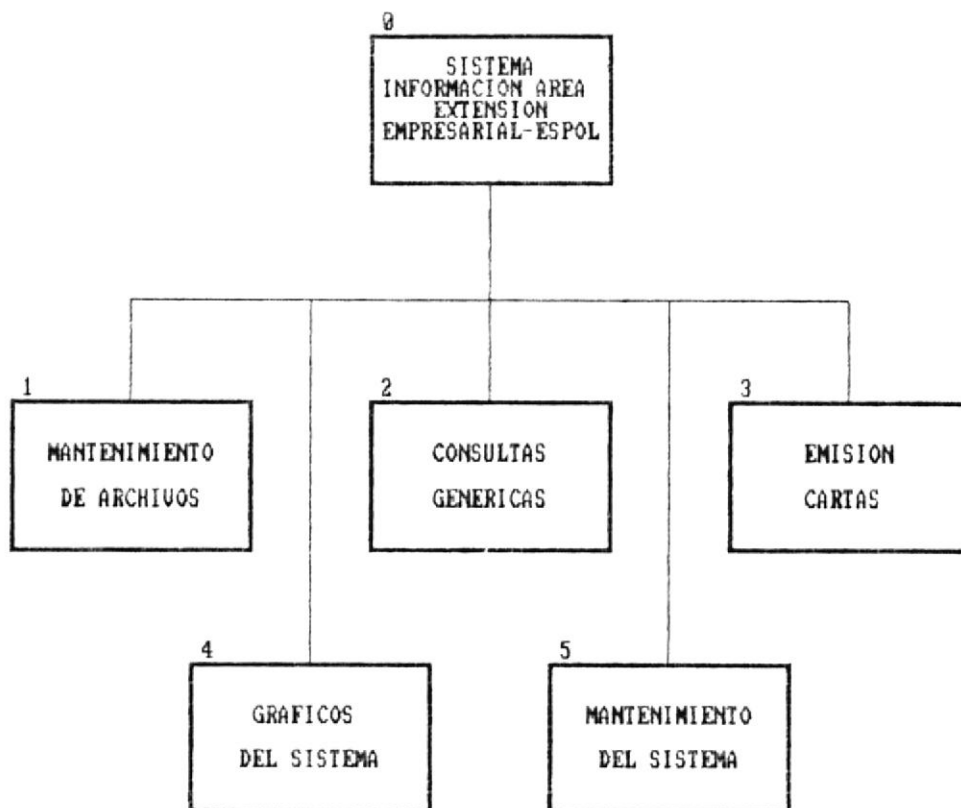 0
SISTEMA
INFORMACION AREA
EXTENSION
EMPRESARIAL-ESPOL
1
MANTENIMIENTO
DE ARCHIVOS
2
CONSULTAS
GENERICAS
3
EMISION
CARTAS
4
GRAFICOS
DEL SISTEMA
5
MANTENIMIENTO
DEL SISTEMA